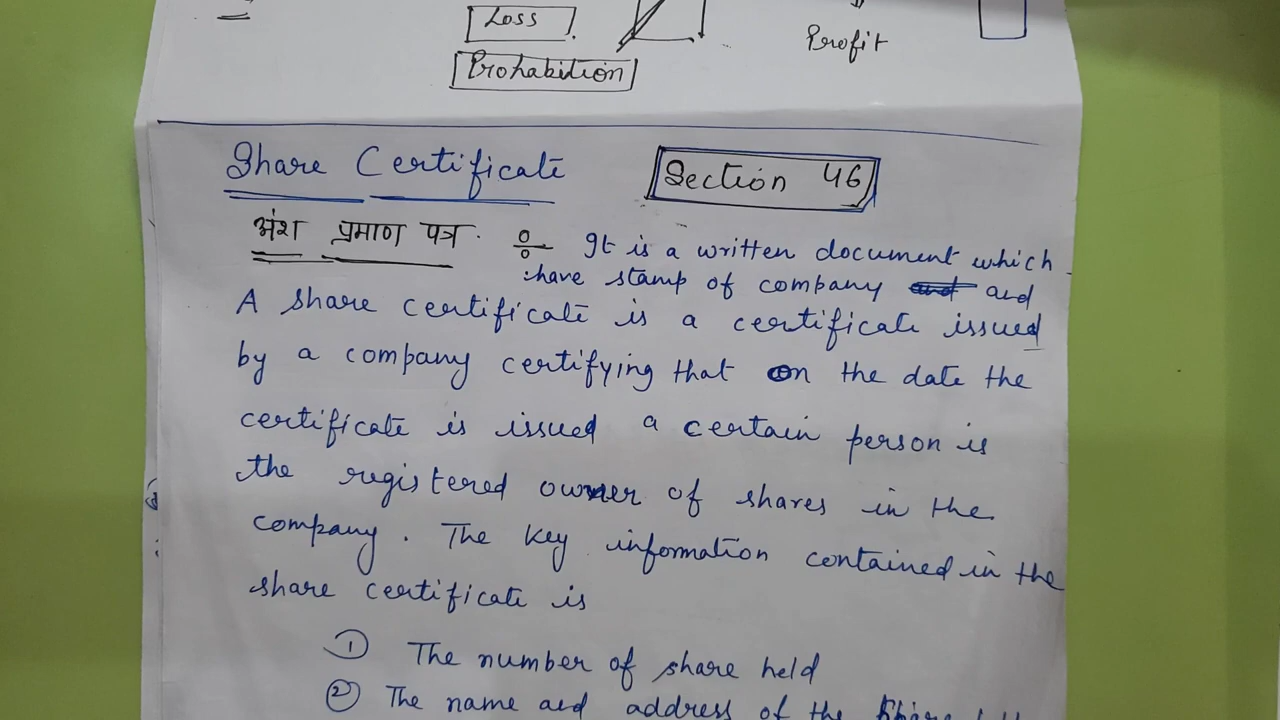 Loss
Profit
Prohabition
Share Certificate Section 46
अंश प्रमाण पत्र : It is a written document which
have stamp of company and and
A share certificate is a certificate issued
by a company certifying that on the date the
certificate is issued a certain person is
the registered owner of shares in the
company. The key information contained in the
share certificate is
① The number of share held
② The name and address of the